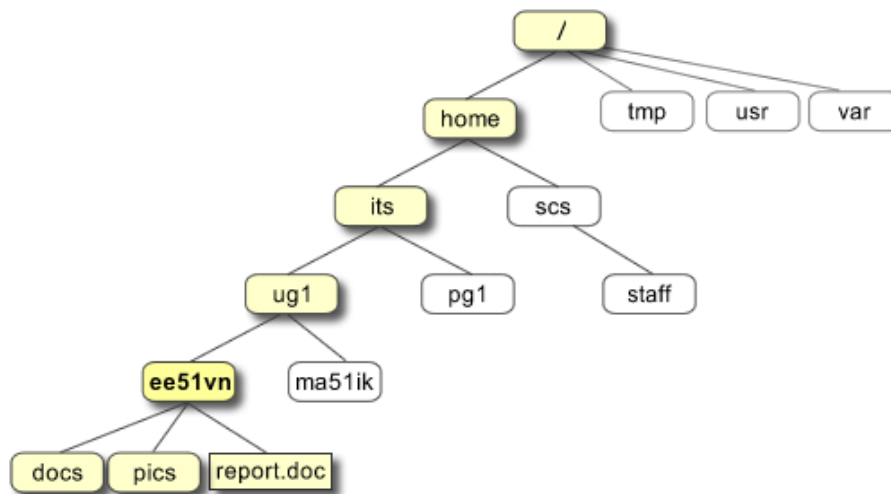 /
home
tmp
usr
var
its
scs
ug1
pg1
staff
ee51vn
ma51ik
docs
pics
report.doc